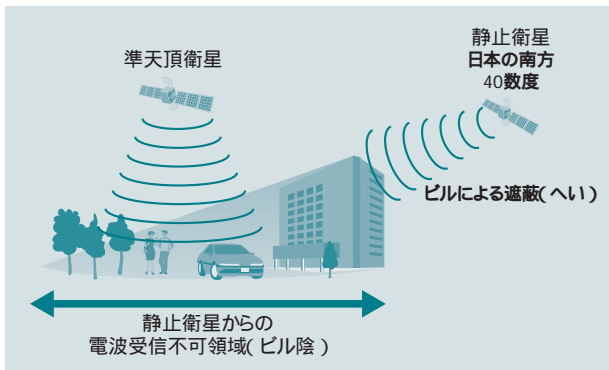 準天頂衛星
静止衛星
日本の南方
40数度
ビルによる遮蔽(へい)
静止衛星からの
電波受信不可領域(ビル陰)